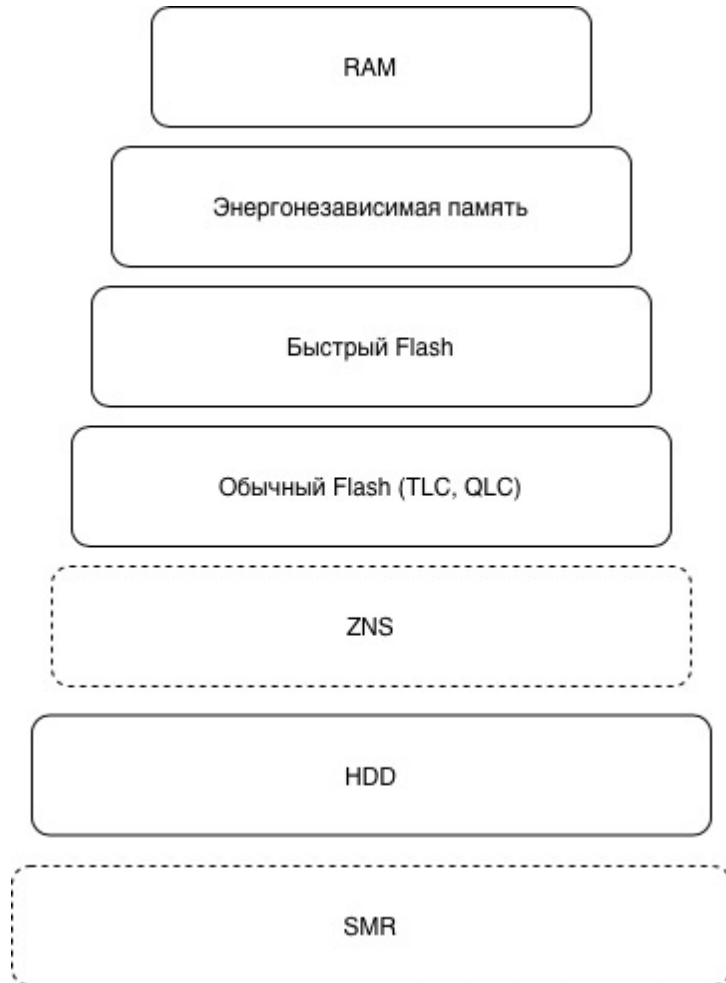 RAM
Энергонезависимая память
Быстрый Flash
Обычный Flash (TLC, QLC)
ZNS
HDD
SMR